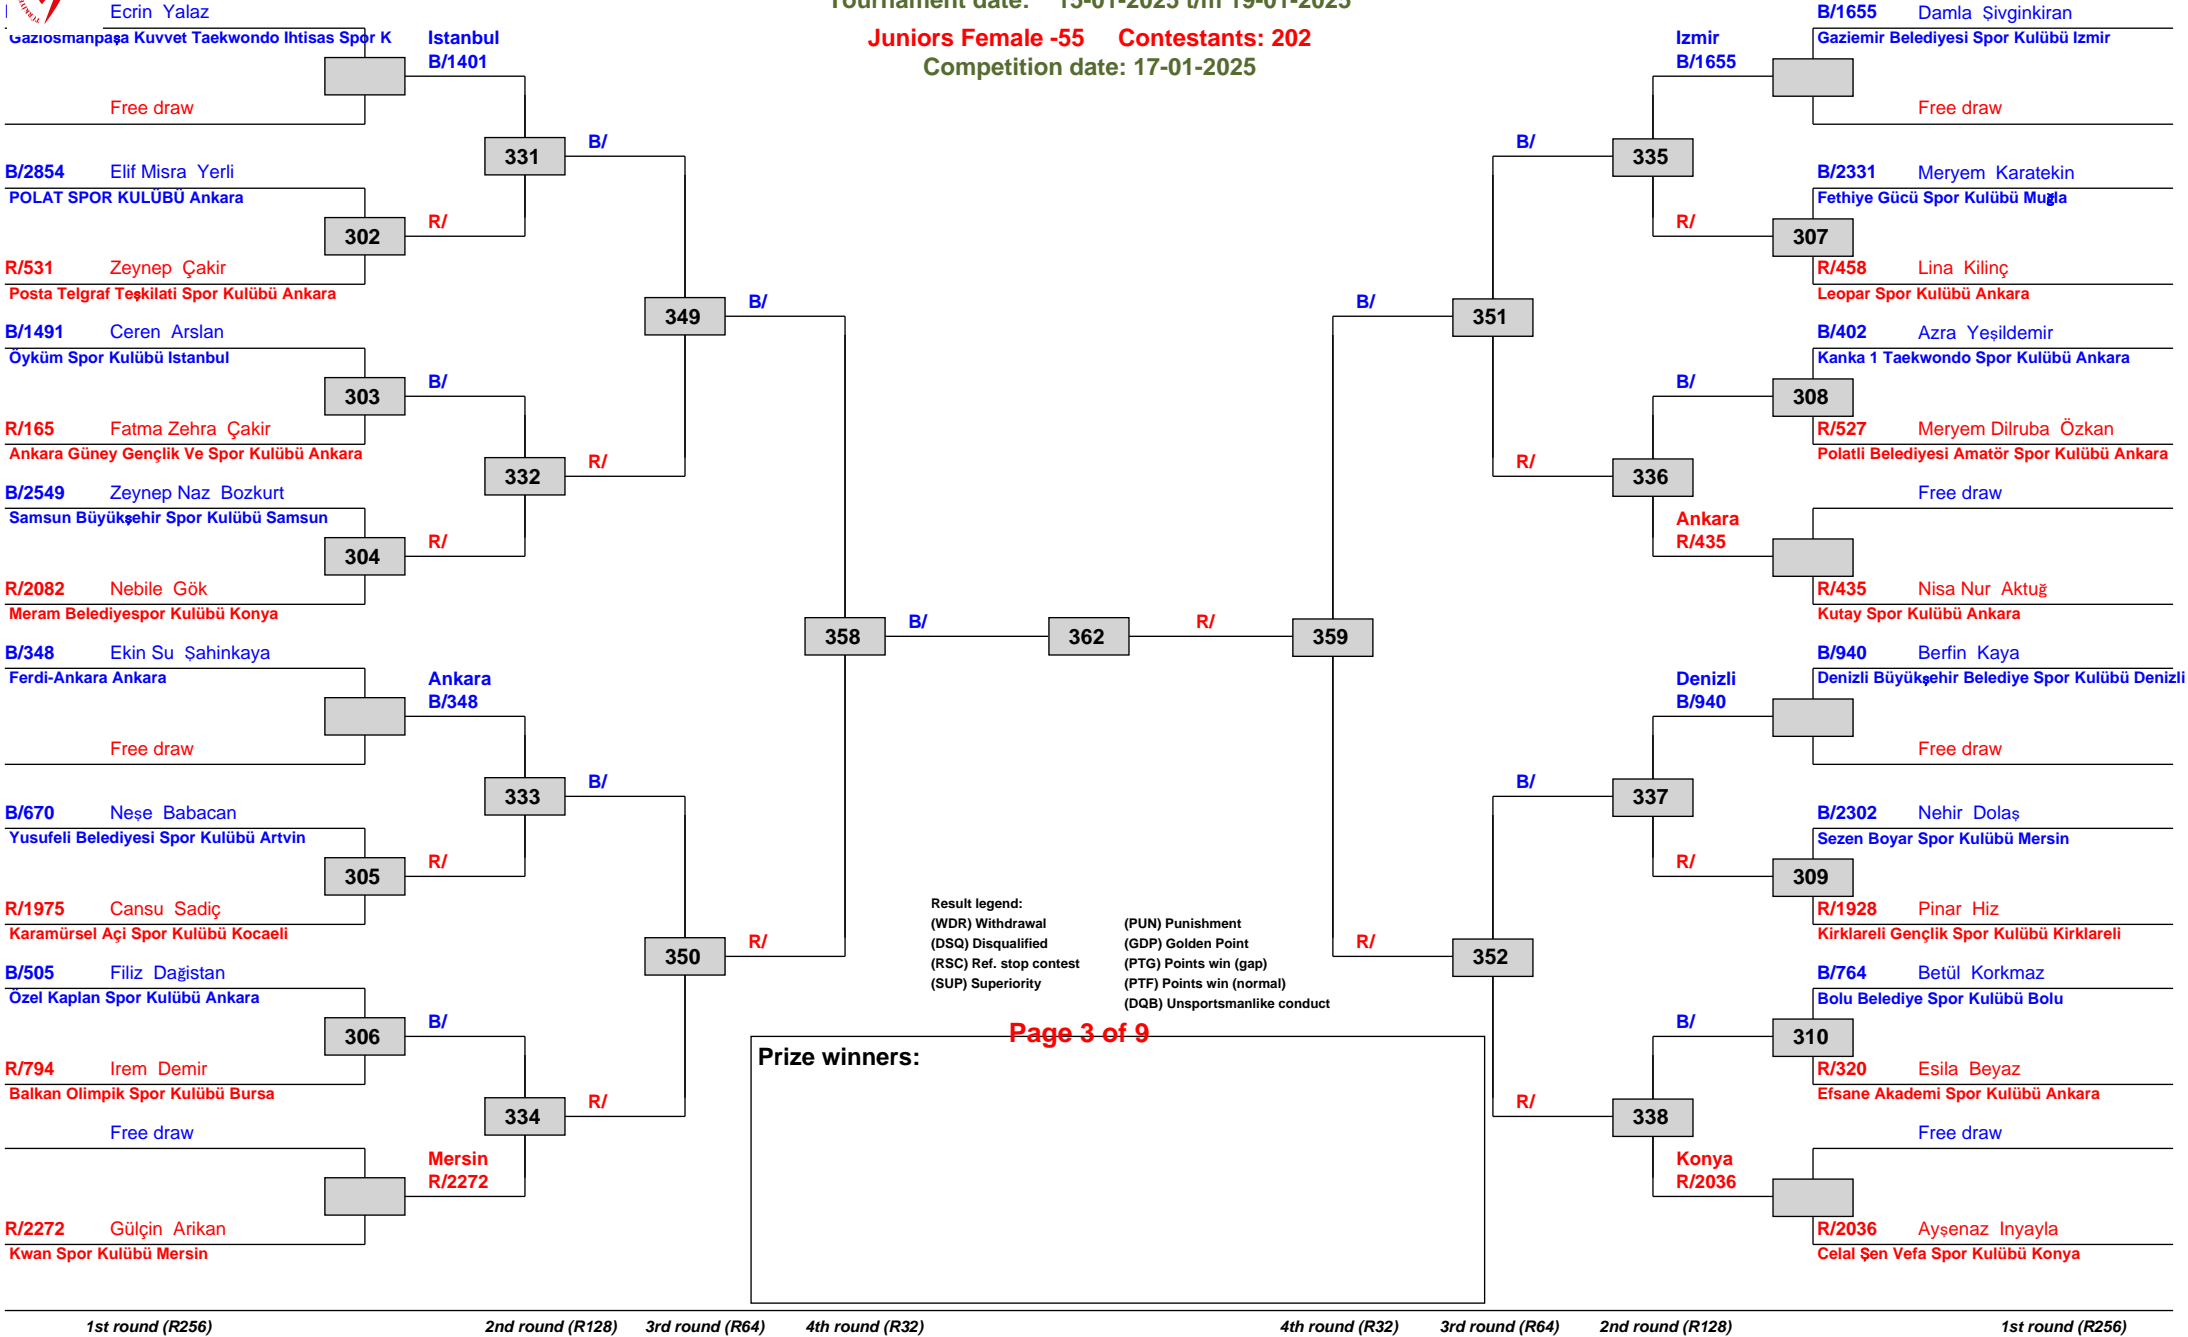 Tournament date: 15-01-2025 t/m 19-01-2025
Juniors Female -55 Contestants: 202
Competition date: 17-01-2025
Ecrin Yalaz
Gaziosmanpaşa Kuvvet Taekwondo Ihtisas Spor K
Istanbul
B/1401
Free draw
331
B/
B/2854 Elif Misra Yerli
POLAT SPOR KULÜBÜ Ankara
302
R/
R/531 Zeynep Çakir
Posta Telgraf Teşkilati Spor Kulübü Ankara
349
B/
B/1491 Ceren Arslan
Öyküm Spor Kulübü Istanbul
303
B/
R/165 Fatma Zehra Çakir
Ankara Güney Gençlik Ve Spor Kulübü Ankara
332
R/
B/2549 Zeynep Naz Bozkurt
Samsun Büyükşehir Spor Kulübü Samsun
304
R/
R/2082 Nebile Gök
Meram Belediyespor Kulübü Konya
358
B/
362
R/
359
B/348 Ekin Su Şahinkaya
Ferdi-Ankara Ankara
Ankara
B/348
Free draw
333
B/
B/670 Neşe Babacan
Yusufeli Belediyesi Spor Kulübü Artvin
305
R/
R/1975 Cansu Sadiç
Karamürsel Açi Spor Kulübü Kocaeli
350
R/
B/505 Filiz Dağistan
Özel Kaplan Spor Kulübü Ankara
306
B/
R/794 Irem Demir
Balkan Olimpik Spor Kulübü Bursa
334
R/
Free draw
Mersin
R/2272
R/2272 Gülçin Arikan
Kwan Spor Kulübü Mersin
B/1655 Damla Şivginkiran
Gaziemir Belediyesi Spor Kulübü Izmir
Izmir
B/1655
Free draw
B/
335
B/2331 Meryem Karatekin
Fethiye Gücü Spor Kulübü Muğla
R/
307
R/458 Lina Kilinç
Leopar Spor Kulübü Ankara
B/
351
B/402 Azra Yeşildemir
Kanka 1 Taekwondo Spor Kulübü Ankara
B/
308
R/527 Meryem Dilruba Özkan
Polatli Belediyesi Amatör Spor Kulübü Ankara
R/
336
Free draw
Ankara
R/435
R/435 Nisa Nur Aktuğ
Kutay Spor Kulübü Ankara
B/940 Berfin Kaya
Denizli Büyükşehir Belediye Spor Kulübü Denizli
Denizli
B/940
Free draw
B/
337
B/2302 Nehir Dolaş
Sezen Boyar Spor Kulübü Mersin
R/
309
R/1928 Pinar Hiz
Kirklareli Gençlik Spor Kulübü Kirklareli
R/
352
B/764 Betül Korkmaz
Bolu Belediye Spor Kulübü Bolu
B/
310
R/320 Esila Beyaz
Efsane Akademi Spor Kulübü Ankara
R/
338
Free draw
Konya
R/2036
R/2036 Ayşenaz Inyayla
Celal Şen Vefa Spor Kulübü Konya
Result legend:
(WDR) Withdrawal (PUN) Punishment
(DSQ) Disqualified (GDP) Golden Point
(RSC) Ref. stop contest (PTG) Points win (gap)
(SUP) Superiority (PTF) Points win (normal)
(DQB) Unsportsmanlike conduct
Page 3 of 9
Prize winners:
1st round (R256) 2nd round (R128) 3rd round (R64) 4th round (R32) 4th round (R32) 3rd round (R64) 2nd round (R128) 1st round (R256)